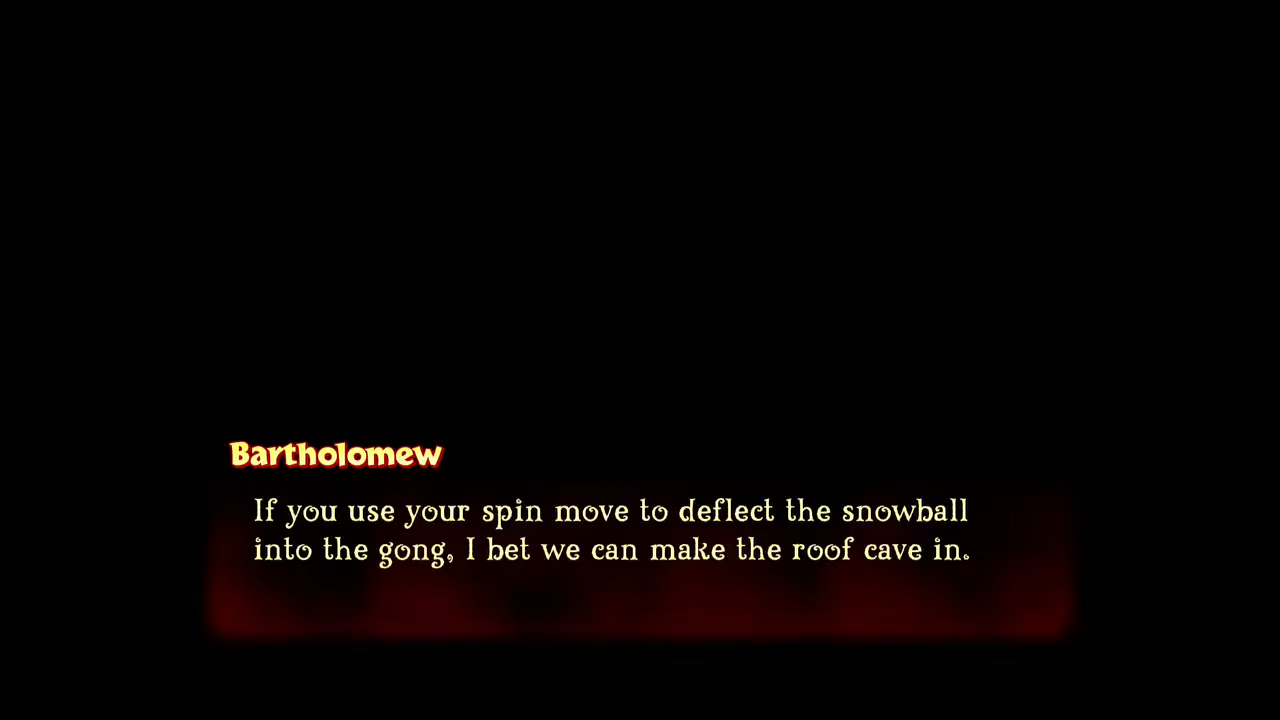 Bartholomew
If you use your spin move to deflect the snowball
into the gong, I bet we can make the roof cave in.